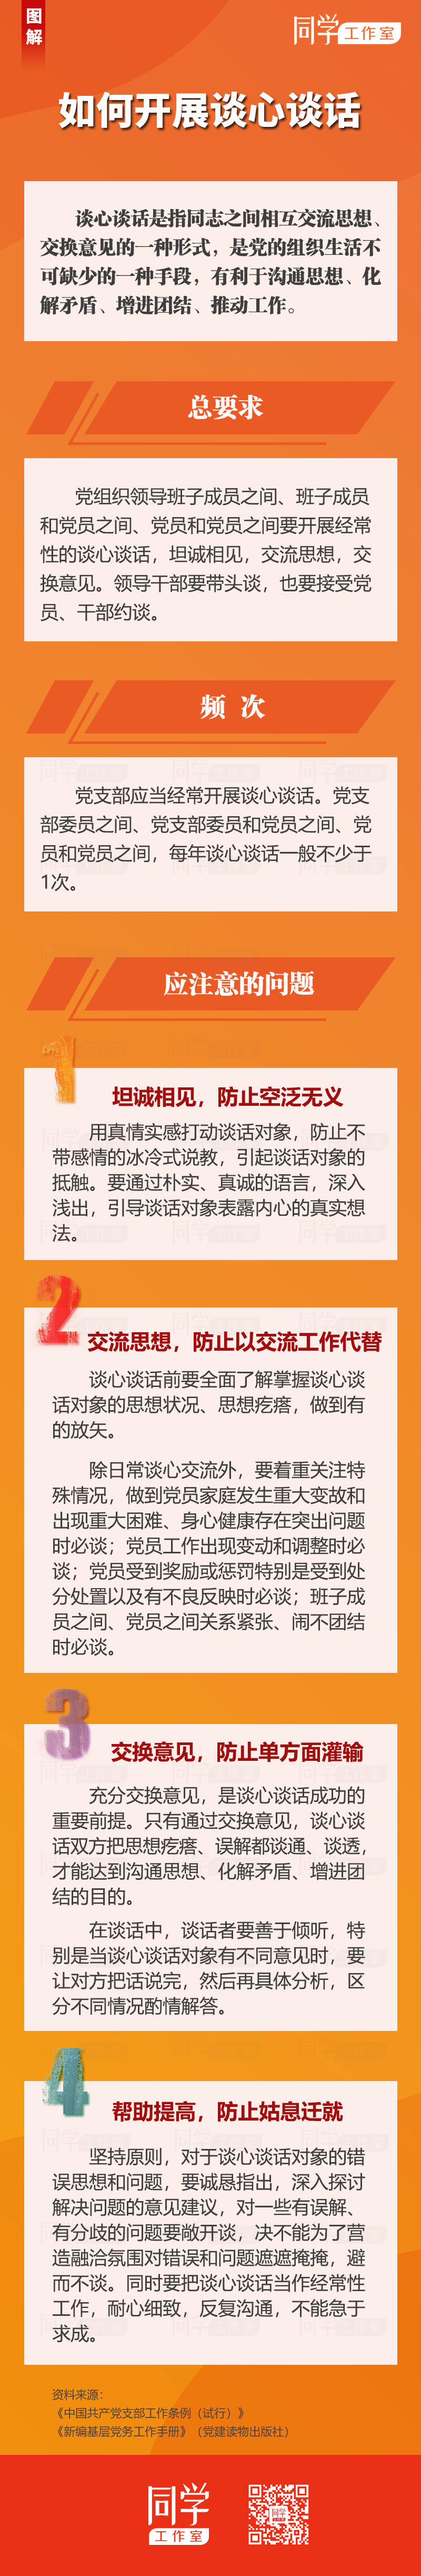 图解
同学
工作室
如何开展谈心谈话
谈心谈话是指同志之间相互交流思想、
交换意见的一种形式，是党的组织生活不
可缺少的一种手段，有利于沟通思想、化
解矛盾、增进团结、推动工作。
总要求
党组织领导班子成员之间、班子成员
和党员之间、党员和党员之间要开展经常
性的谈心谈话，坦诚相见，交流思想，交
换意见。领导干部要带头谈，也要接受党
员、干部约谈。
频 次
党支部应当经常开展谈心谈话。党支
部委员之间、党支部委员和党员之间、党
员和党员之间，每年谈心谈话一般不少于
1次。
应注意的问题
1
坦诚相见，防止空泛无义
用真情实感打动谈话对象，防止不
带感情的冰冷式说教，引起谈话对象的
抵触。要通过朴实、真诚的语言，深入
浅出，引导谈话对象表露内心的真实想
法。
2
交流思想，防止以交流工作代替
谈心谈话前要全面了解掌握谈心谈
话对象的思想状况、思想疙瘩，做到有
的放矢。
除日常谈心交流外，要着重关注特
殊情况，做到党员家庭发生重大变故和
出现重大困难、身心健康存在突出问题
时必谈；党员工作出现变动和调整时必
谈；党员受到奖励或惩罚特别是受到处
分处置以及有不良反映时必谈；班子成
员之间、党员之间关系紧张、闹不团结
时必谈。
3
交换意见，防止单方面灌输
充分交换意见，是谈心谈话成功的
重要前提。只有通过交换意见，谈心谈
话双方把思想疙瘩、误解都谈通、谈透，
才能达到沟通思想、化解矛盾、增进团
结的目的。
在谈话中，谈话者要善于倾听，特
别是当谈心谈话对象有不同意见时，要
让对方把话说完，然后再具体分析，区
分不同情况酌情解答。
4
帮助提高，防止姑息迁就
坚持原则，对于谈心谈话对象的错
误思想和问题，要诚恳指出，深入探讨
解决问题的意见建议，对一些有误解、
有分歧的问题要敞开谈，决不能为了营
造融洽氛围对错误和问题遮遮掩掩，避
而不谈。同时要把谈心谈话当作经常性
工作，耐心细致，反复沟通，不能急于
求成。
资料来源：
《中国共产党支部工作条例（试行）》
《新编基层党务工作手册》（党建读物出版社）
同学
工作室
同学